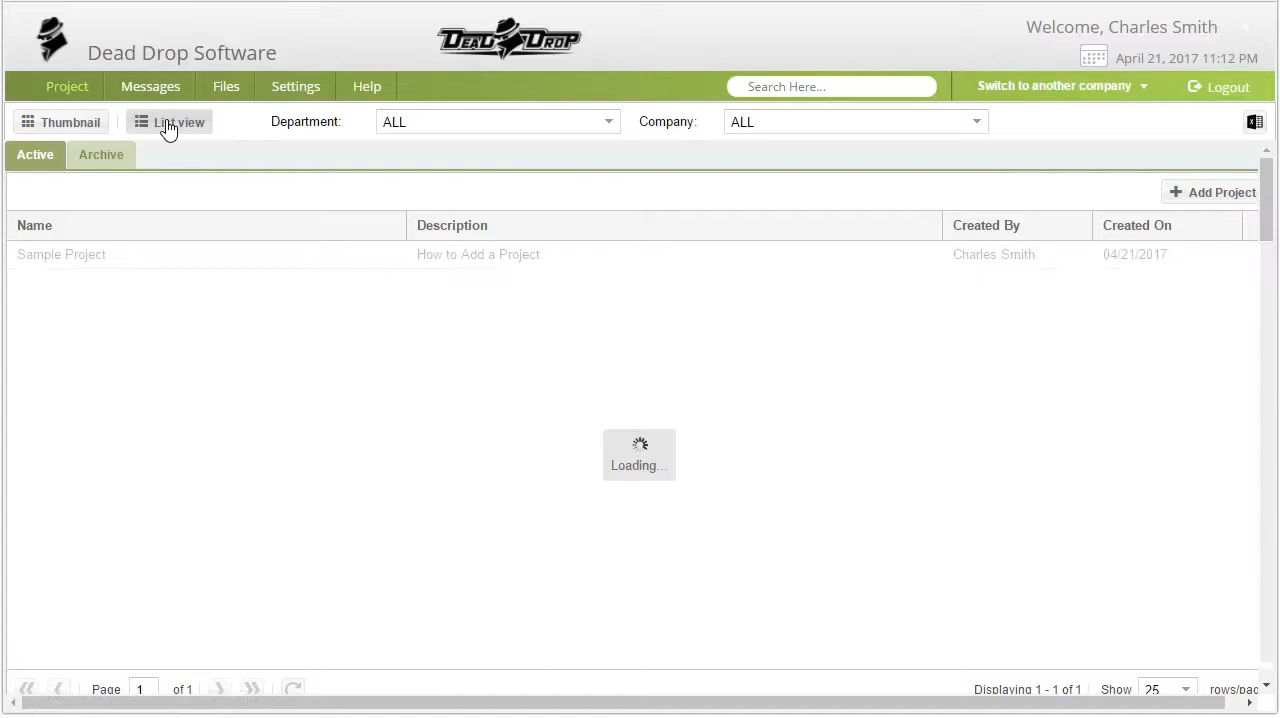 Dead Drop Software
DEAD DROP
Welcome, Charles Smith
April 21, 2017 11:12 PM
Project Messages Files Settings Help Search Here... Switch to another company Logout
Thumbnail List view Department: ALL Company: ALL
Active Archive
Add Project
Name Description Created By Created On
Sample Project How to Add a Project Charles Smith 04/21/2017
Loading...
Page 1 of 1 Displaying 1 - 1 of 1 Show 25 rows/pag